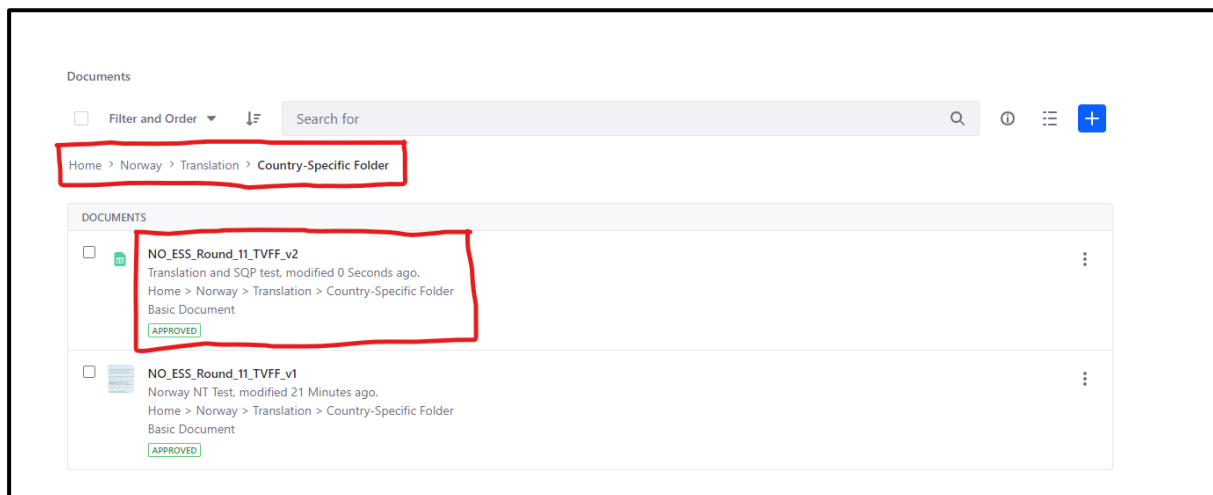 Documents
Filter and Order Search for
Home > Norway > Translation > Country-Specific Folder
DOCUMENTS
NO_ESS_Round_11_TVFF_v2
Translation and SQP test, modified 0 Seconds ago.
Home > Norway > Translation > Country-Specific Folder
Basic Document
APPROVED
NO_ESS_Round_11_TVFF_v1
Norway NT Test, modified 21 Minutes ago.
Home > Norway > Translation > Country-Specific Folder
Basic Document
APPROVED